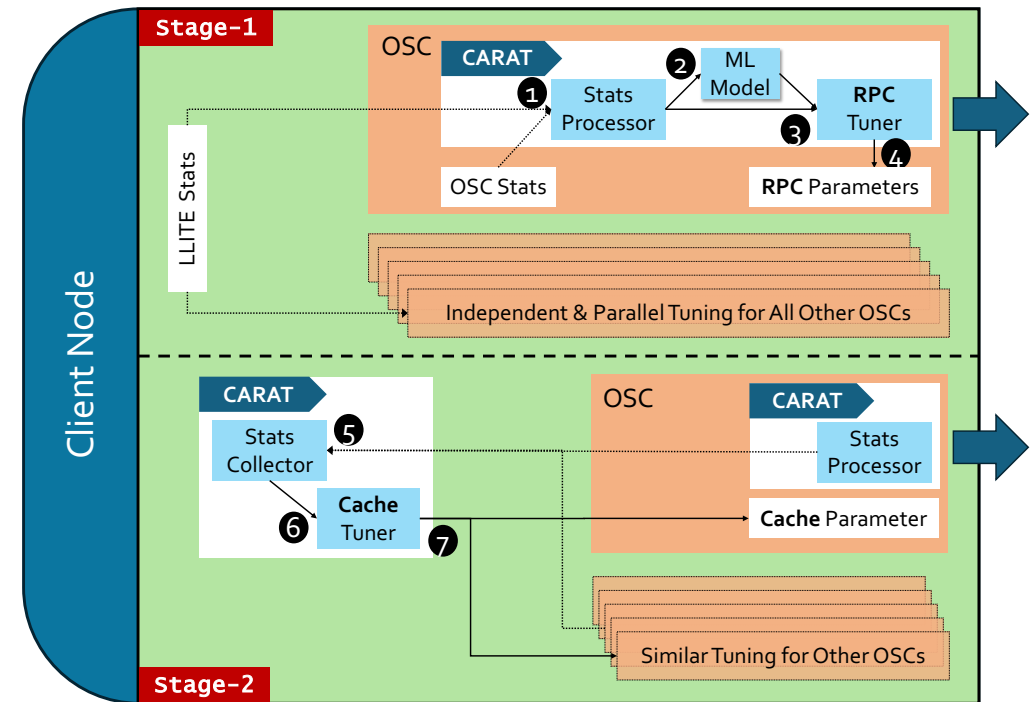 Client Node
Stage-1
OSC
CARAT
1
Stats
Processor
2
ML
Model
3
RPC
Tuner
4
LLITE Stats
OSC Stats
RPC Parameters
Independent & Parallel Tuning for All Other OSCs
CARAT
Stats
Collector
5
6
Cache
Tuner
7
OSC
CARAT
Stats
Processor
Cache Parameter
Similar Tuning for Other OSCs
Stage-2